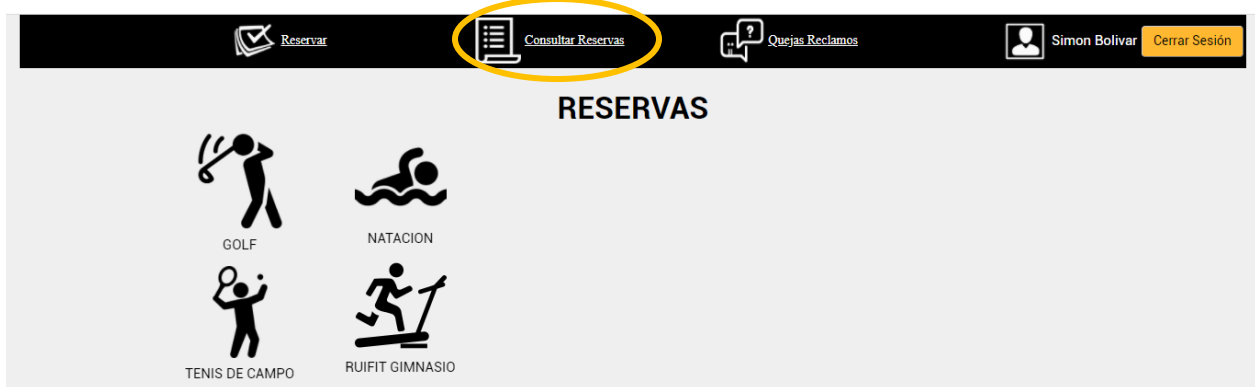 Reservar
Consultar Reservas
Quejas Reclamos
Simon Bolivar
Cerrar Sesión
RESERVAS
GOLF
NATACION
TENIS DE CAMPO
RUIFIT GIMNASIO